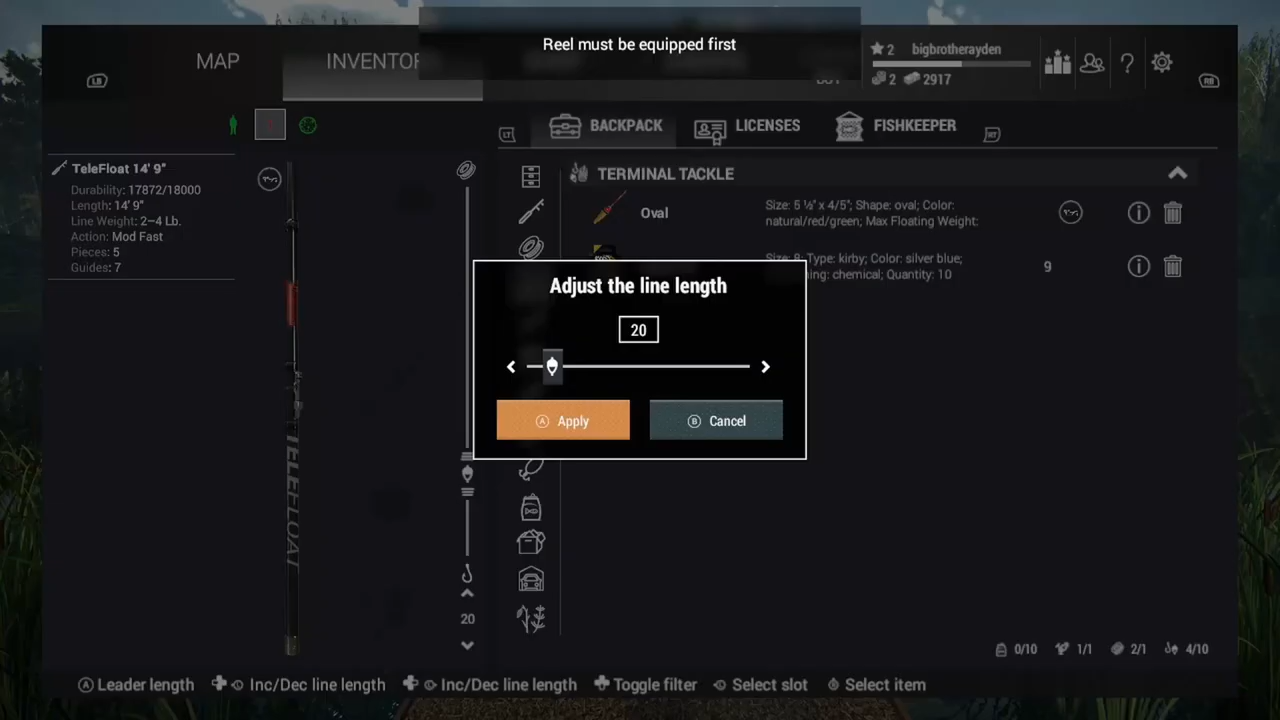 Reel must be equipped first
MAP
INVENTOR
2 bigbrotherayden
2 2917
LB
RB
LT
BACKPACK
LICENSES
FISHKEEPER
RT
TeleFloat 14' 9"
Durability: 17872/18000
Length: 14' 9"
Line Weight: 2–4 Lb.
Action: Mod Fast
Pieces: 5
Guides: 7
TERMINAL TACKLE
Oval
Size: 5 ½" x 4/5"; Shape: oval; Color:
natural/red/green; Max Floating Weight:
Size: 8; Type: kirby; Color: silver blue;
chemical; Quantity: 10
9
Adjust the line length
20
A Apply
B Cancel
TELEFLOAT
20
0/10 1/1 2/1 4/10
A Leader length
Inc/Dec line length
Inc/Dec line length
Toggle filter
Select slot
Select item